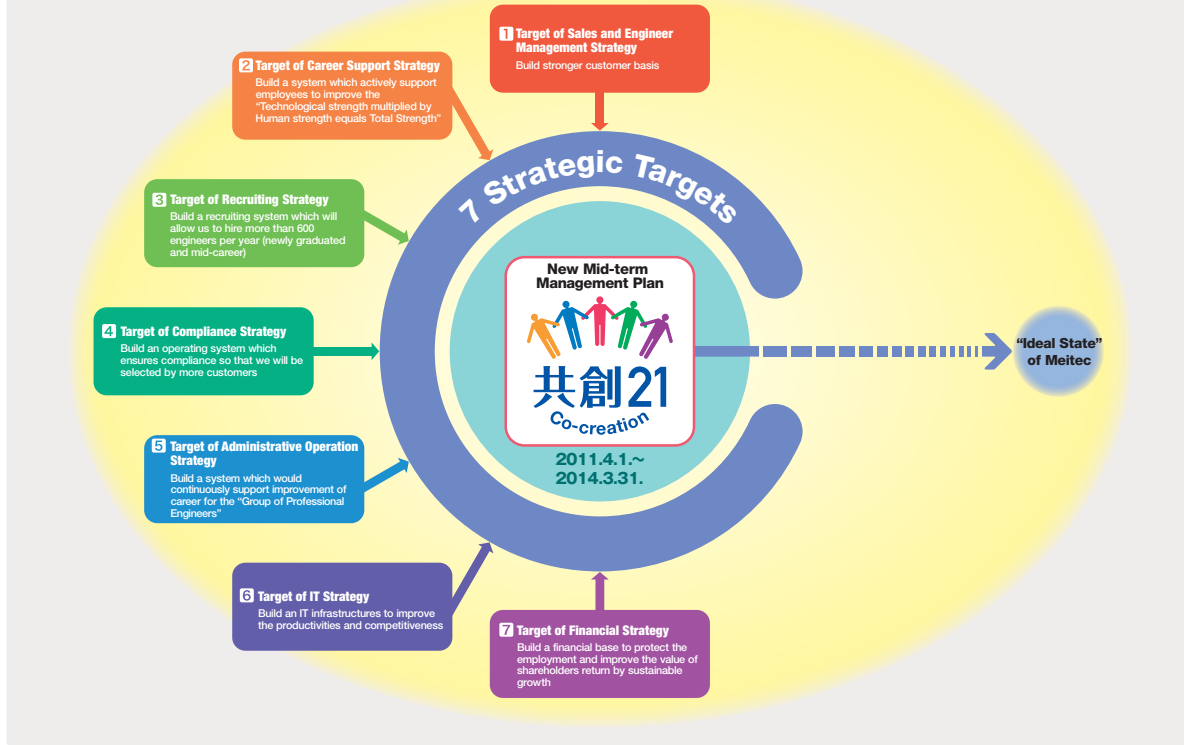 1 Target of Sales and Engineer
Management Strategy
Build stronger customer basis
2 Target of Career Support Strategy
Build a system which actively support
employees to improve the
“Technological strength multiplied by
Human strength equals Total Strength”
3 Target of Recruiting Strategy
Build a recruiting system which will
allow us to hire more than 600
engineers per year (newly graduated
and mid-career)
4 Target of Compliance Strategy
Build an operating system which
ensures compliance so that we will be
selected by more customers
5 Target of Administrative Operation
Strategy
Build a system which would
continuously support improvement of
career for the “Group of Professional
Engineers”
6 Target of IT Strategy
Build an IT infrastructures to improve
the productivities and competitiveness
7 Target of Financial Strategy
Build a financial base to protect the
employment and improve the value of
shareholders return by sustainable
growth
7 Strategic Targets
New Mid-term
Management Plan
共創21
Co-creation
2011.4.1.~
2014.3.31.
“Ideal State”
of Meitec